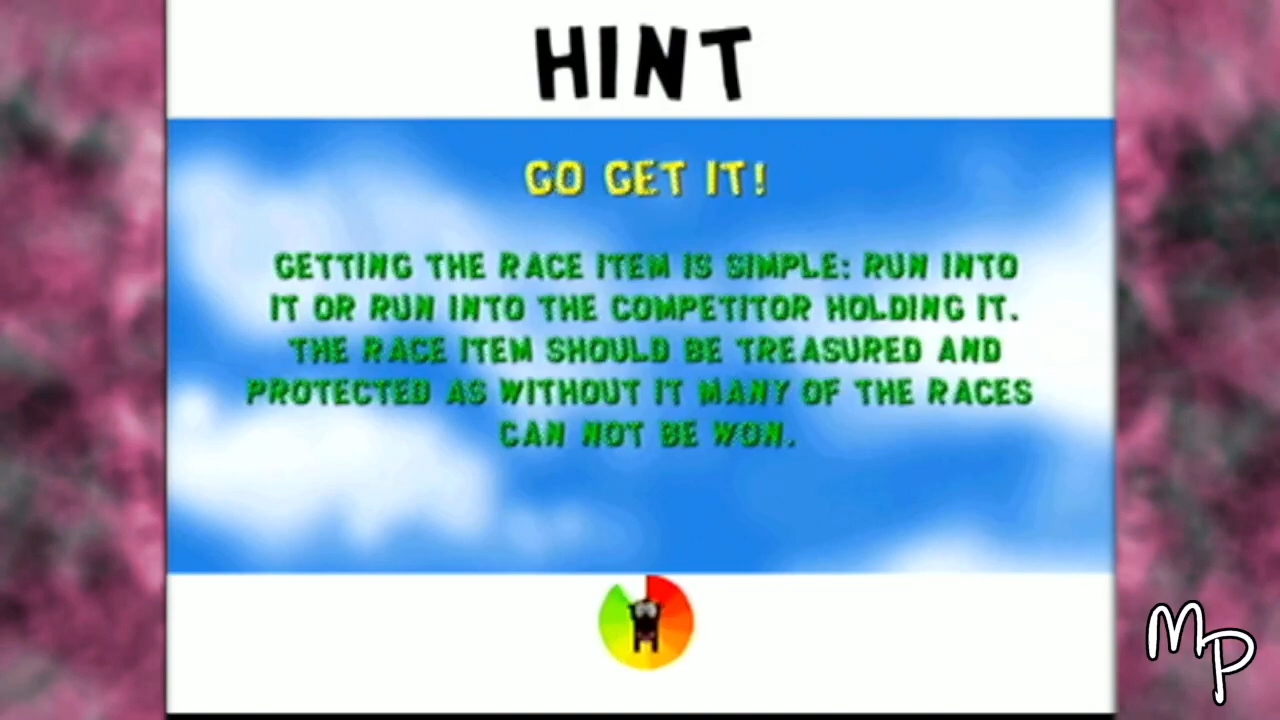 HINT
GO GET IT!
GETTING THE RACE ITEM IS SIMPLE: RUN INTO
IT OR RUN INTO THE COMPETITOR HOLDING IT.
THE RACE ITEM SHOULD BE TREASURED AND
PROTECTED AS WITHOUT IT MANY OF THE RACES
CAN NOT BE WON.
MP